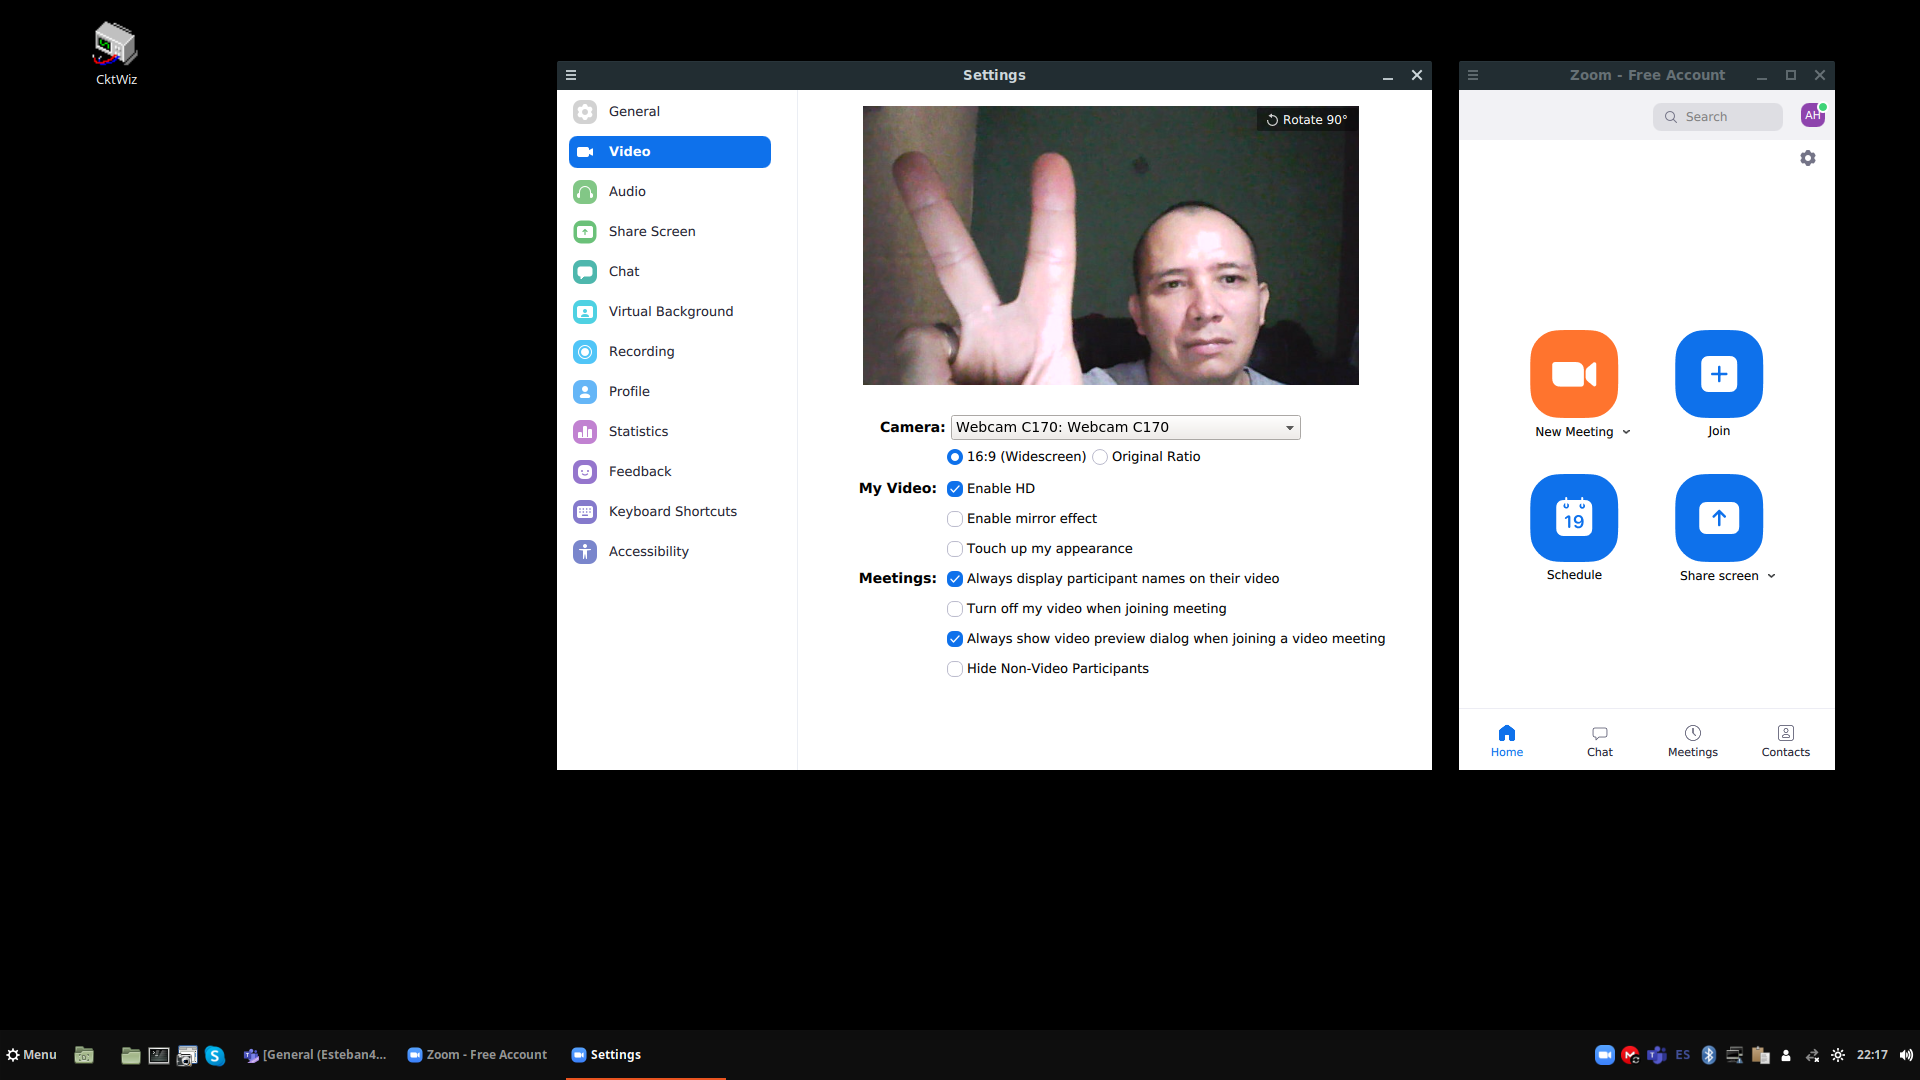 CktWiz
Settings
General
Video
Audio
Share Screen
Chat
Virtual Background
Recording
Profile
Statistics
Feedback
Keyboard Shortcuts
Accessibility
Rotate 90°
Camera: Webcam C170: Webcam C170
16:9 (Widescreen) Original Ratio
My Video: Enable HD
Enable mirror effect
Touch up my appearance
Meetings: Always display participant names on their video
Turn off my video when joining meeting
Always show video preview dialog when joining a video meeting
Hide Non-Video Participants
Zoom - Free Account
Search
AH
New Meeting
Join
19
Schedule
Share screen
Home
Chat
Meetings
Contacts
Menu
[General (Esteban4...
Zoom - Free Account
Settings
ES
22:17